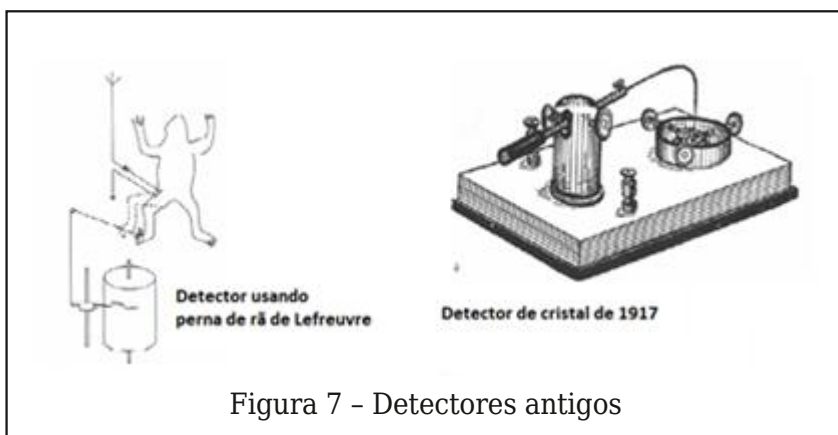 Detector usando
perna de rã de Lefreuvre
Detector de cristal de 1917
Figura 7 – Detectores antigos